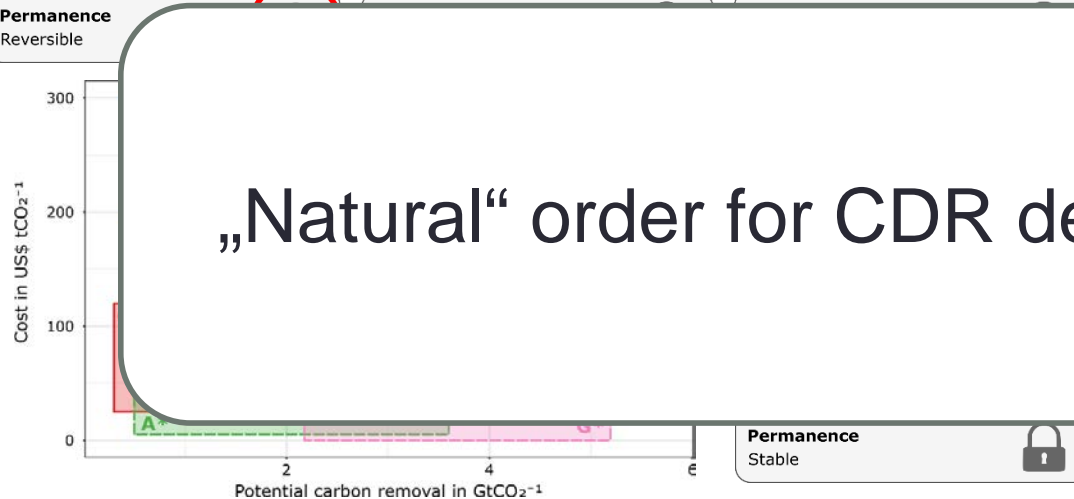 Permanence
Reversible
300
200
100
0
Cost in US$ tCO₂⁻¹
„Natural“ order for CDR
A*
G
2
4
6
Potential carbon removal in GtCO₂⁻¹
Permanence
Stable